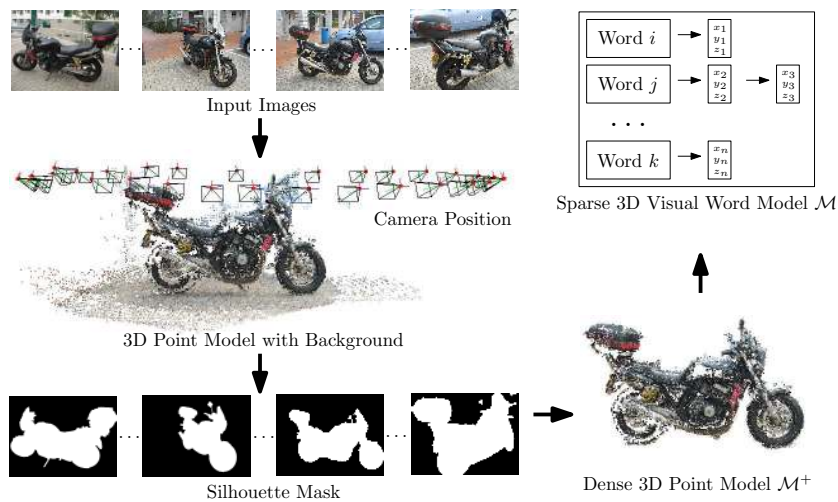 Input Images
Camera Position
3D Point Model with Background
Silhouette Mask
Dense 3D Point Model ℳ⁺
Word i
x₁
y₁
z₁
Word j
x₂
y₂
z₂
x₃
y₃
z₃
· · ·
Word k
xₙ
yₙ
zₙ
Sparse 3D Visual Word Model ℳ